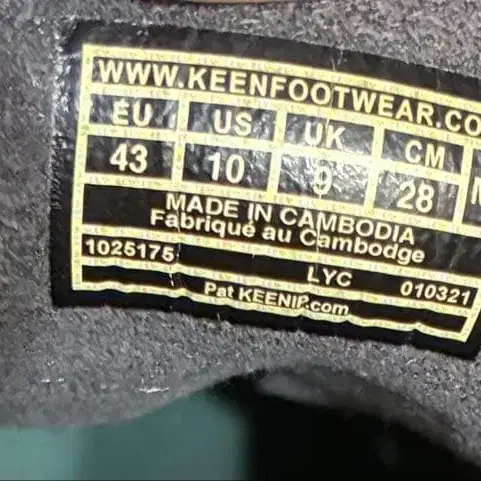 WWW.KEENFOOTWEAR.CO
EU US UK CM
43 10 9 28
MADE IN CAMBODIA
Fabriqué au Cambodge
1025175 LYC 010321
Pat KEENIP.com